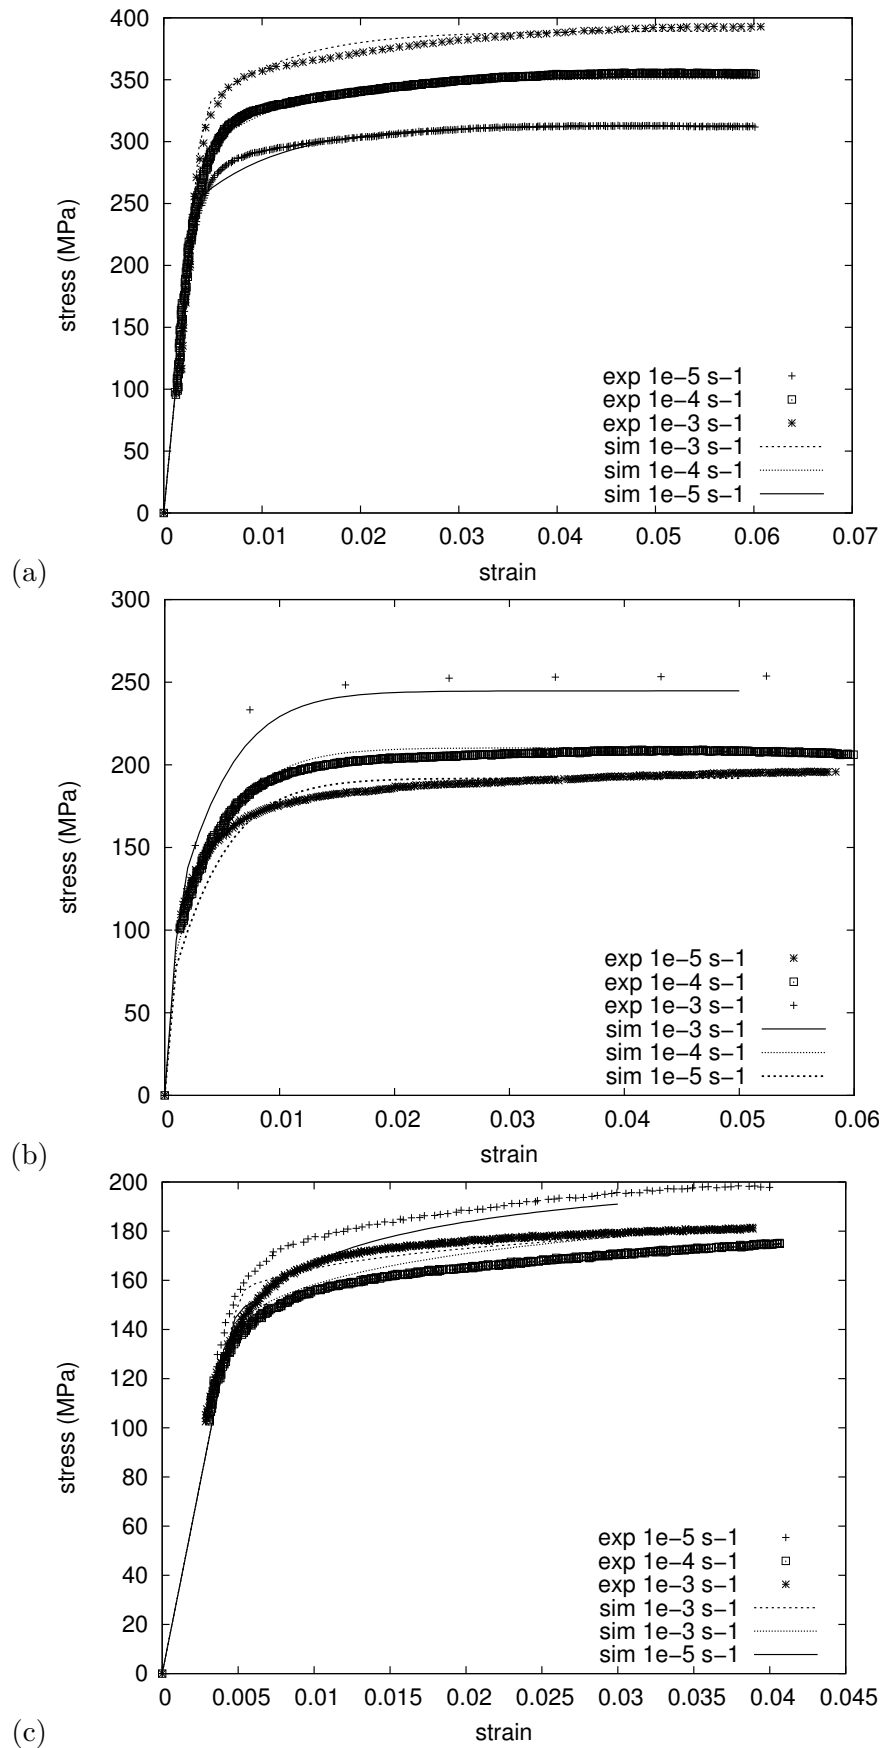 400
350
300
250
200
150
100
50
0
stress (MPa)
exp 1e−5 s−1
exp 1e−4 s−1
exp 1e−3 s−1
sim 1e−3 s−1
sim 1e−4 s−1
sim 1e−5 s−1
0 0.01 0.02 0.03 0.04 0.05 0.06 0.07
strain
(a)
300
250
200
150
100
50
0
stress (MPa)
exp 1e−5 s−1
exp 1e−4 s−1
exp 1e−3 s−1
sim 1e−3 s−1
sim 1e−4 s−1
sim 1e−5 s−1
0 0.01 0.02 0.03 0.04 0.05 0.06
strain
(b)
200
180
160
140
120
100
80
60
40
20
0
stress (MPa)
exp 1e−5 s−1
exp 1e−4 s−1
exp 1e−3 s−1
sim 1e−3 s−1
sim 1e−3 s−1
sim 1e−5 s−1
0 0.005 0.01 0.015 0.02 0.025 0.03 0.035 0.04 0.045
strain
(c)